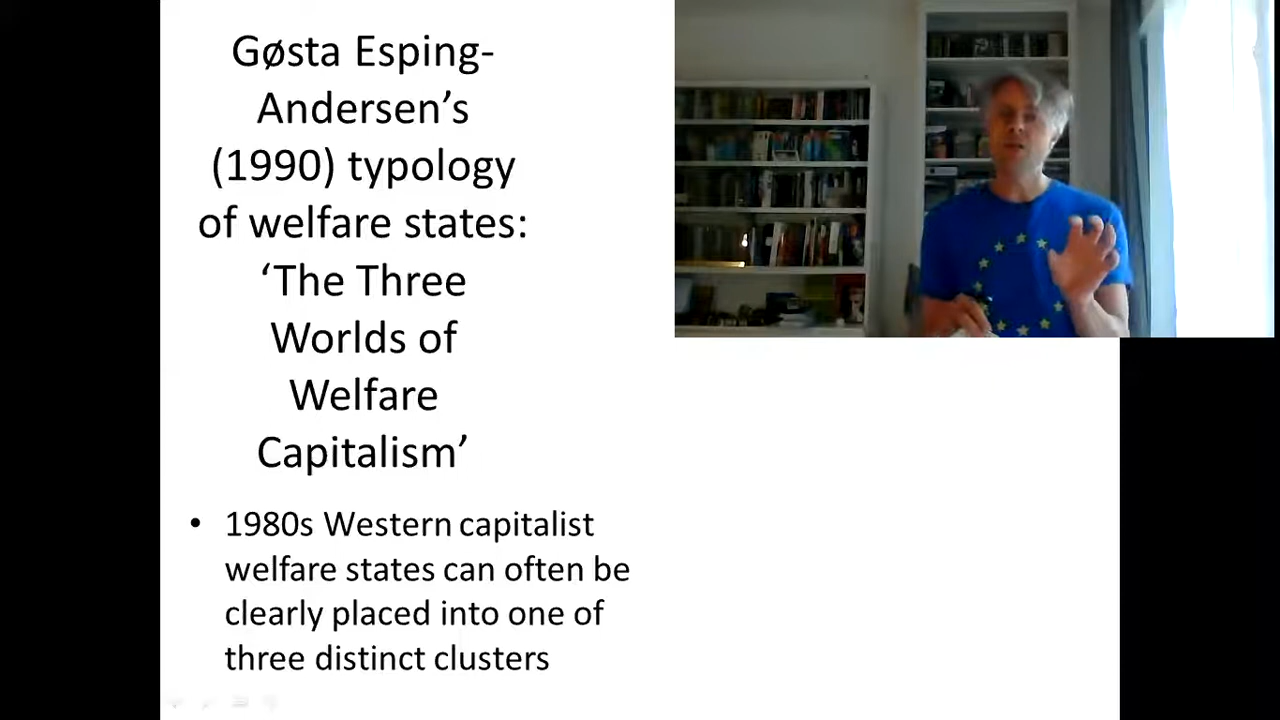 Gøsta Esping-
Andersen’s
(1990) typology
of welfare states:
‘The Three
Worlds of
Welfare
Capitalism’
• 1980s Western capitalist
welfare states can often be
clearly placed into one of
three distinct clusters